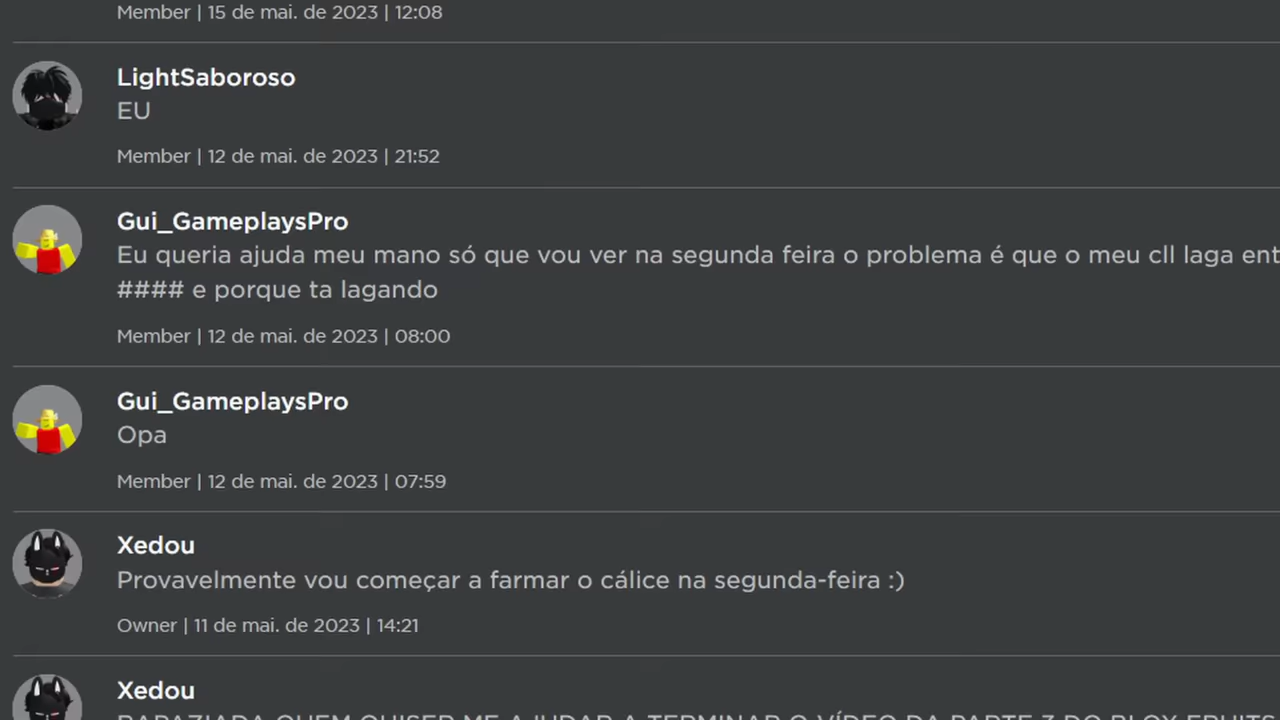 Member | 15 de mai. de 2023 | 12:08
LightSaboroso
EU
Member | 12 de mai. de 2023 | 21:52
Gui_GameplaysPro
Eu queria ajuda meu mano só que vou ver na segunda feira o problema é que o meu cll laga ent
#### e porque ta lagando
Member | 12 de mai. de 2023 | 08:00
Gui_GameplaysPro
Opa
Member | 12 de mai. de 2023 | 07:59
Xedou
Provavelmente vou começar a farmar o cálice na segunda-feira :)
Owner | 11 de mai. de 2023 | 14:21
Xedou
RAPAZIADA QUEM QUISER ME AJUDAR A TERMINAR O VÍDEO DA PARTE 3 DO BLOX FRUITS